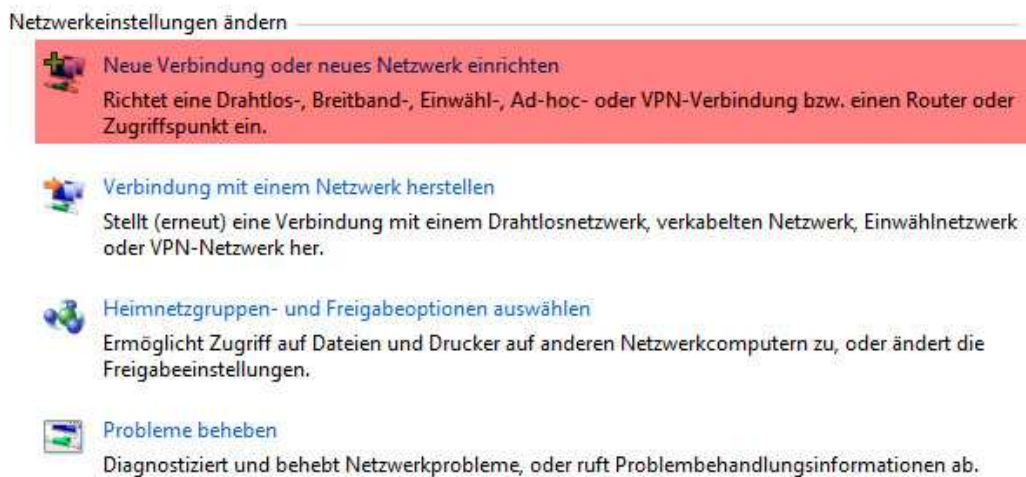 Netzwerkeinstellungen ändern
Neue Verbindung oder neues Netzwerk einrichten
Richtet eine Drahtlos-, Breitband-, Einwähl-, Ad-hoc- oder VPN-Verbindung bzw. einen Router oder
Zugriffspunkt ein.
Verbindung mit einem Netzwerk herstellen
Stellt (erneut) eine Verbindung mit einem Drahtlosnetzwerk, verkabelten Netzwerk, Einwählnetzwerk
oder VPN-Netzwerk her.
Heimnetzgruppen- und Freigabeoptionen auswählen
Ermöglicht Zugriff auf Dateien und Drucker auf anderen Netzwerkcomputern zu, oder ändert die
Freigabeeinstellungen.
Probleme beheben
Diagnostiziert und behebt Netzwerkprobleme, oder ruft Problembehandlungsinformationen ab.